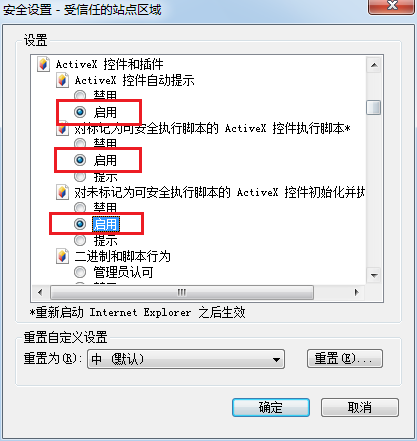 安全设置 - 受信任的站点区域
设置
ActiveX 控件和插件
ActiveX 控件自动提示
禁用
启用
对标记为可安全执行脚本的 ActiveX 控件执行脚本*
启用
提示
对未标记为可安全执行脚本的 ActiveX 控件初始化并执
禁用
启用
提示
二进制和脚本行为
管理员认可
*重新启动 Internet Explorer 之后生效
重置自定义设置
重置为(R): 中 (默认) 重置(E)...
确定 取消